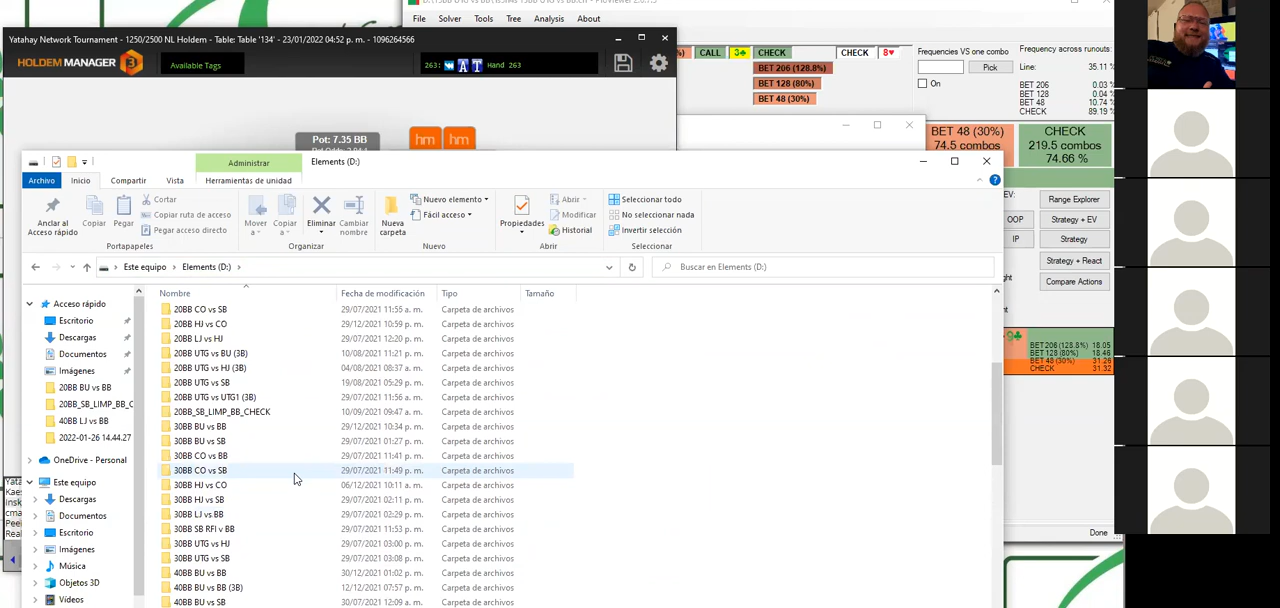 D:\15BB UTG vs BB\
File Solver Tools Tree Analysis About
Yatahay Network Tournament - 1250/2500 NL Holdem - Table: Table '134' - 23/01/2022 04:52 p. m. - 1096264566
HOLDEM MANAGER 3
Available Tags
263: A T Hand 263
CALL 3♣ CHECK CHECK 8♥
BET 206 (128.8%)
BET 128 (80%)
BET 48 (30%)
Frequencies VS one combo
Pick
On
Frequency across runouts:
Line: 35.11 %
BET 206 0.03 %
BET 128 0.04 %
BET 48 10.74 %
CHECK 89.19 %
Pot: 7.35 BB
hm hm
BET 48 (30%)
74.5 combos
CHECK
219.5 combos
74.66 %
EV:
OOP
IP
Range Explorer
Strategy + EV
Strategy
Strategy + React
Compare Actions
BET 206 (128.8%) 18.05
BET 128 (80%) 18.46
BET 48 (30%) 31.26
CHECK 31.32
Done
Administrar
Elements (D:)
Archivo Inicio Compartir Vista Herramientas de unidad
Anclar al
Acceso rápido
Copiar
Pegar
Cortar
Copiar ruta de acceso
Pegar acceso directo
Portapapeles
Mover
a
Copiar
a
Eliminar
Cambiar
nombre
Organizar
Nueva
carpeta
Nuevo elemento
Fácil acceso
Nuevo
Propiedades
Abrir
Modificar
Historial
Abrir
Seleccionar todo
No seleccionar nada
Invertir selección
Seleccionar
Este equipo > Elements (D:) >
Buscar en Elements (D:)
Nombre Fecha de modificación Tipo Tamaño
Acceso rápido
Escritorio
Descargas
Documentos
Imágenes
20BB BU vs BB
20BB_SB_LIMP_BB_C
40BB LJ vs BB
2022-01-26 14.44.27
OneDrive - Personal
Este equipo
Descargas
Documentos
Escritorio
Imágenes
Música
Objetos 3D
Vídeos
20BB CO vs SB 29/07/2021 11:55 a. m. Carpeta de archivos
20BB HJ vs CO 29/12/2021 10:59 p. m. Carpeta de archivos
20BB LJ vs HJ 29/07/2021 12:20 p. m. Carpeta de archivos
20BB UTG vs BU (3B) 10/08/2021 11:21 p. m. Carpeta de archivos
20BB UTG vs HJ (3B) 04/08/2021 08:37 a. m. Carpeta de archivos
20BB UTG vs SB 19/08/2021 05:29 p. m. Carpeta de archivos
20BB UTG vs UTG1 (3B) 29/07/2021 11:56 a. m. Carpeta de archivos
20BB_SB_LIMP_BB_CHECK 10/09/2021 09:47 a. m. Carpeta de archivos
30BB BU vs BB 29/12/2021 10:34 p. m. Carpeta de archivos
30BB BU vs SB 29/07/2021 01:27 p. m. Carpeta de archivos
30BB CO vs BB 29/07/2021 11:41 p. m. Carpeta de archivos
30BB CO vs SB 29/07/2021 11:49 p. m. Carpeta de archivos
30BB HJ vs CO 06/12/2021 10:11 a. m. Carpeta de archivos
30BB HJ vs SB 29/07/2021 02:11 p. m. Carpeta de archivos
30BB LJ vs BB 29/07/2021 02:29 p. m. Carpeta de archivos
30BB SB RFI v BB 29/07/2021 11:53 p. m. Carpeta de archivos
30BB UTG vs HJ 29/07/2021 03:00 p. m. Carpeta de archivos
30BB UTG vs SB 29/07/2021 03:08 p. m. Carpeta de archivos
40BB BU vs BB 30/12/2021 01:02 p. m. Carpeta de archivos
40BB BU vs BB (3B) 12/12/2021 07:57 p. m. Carpeta de archivos
40BB BU vs SB 30/07/2021 12:09 a. m. Carpeta de archivos